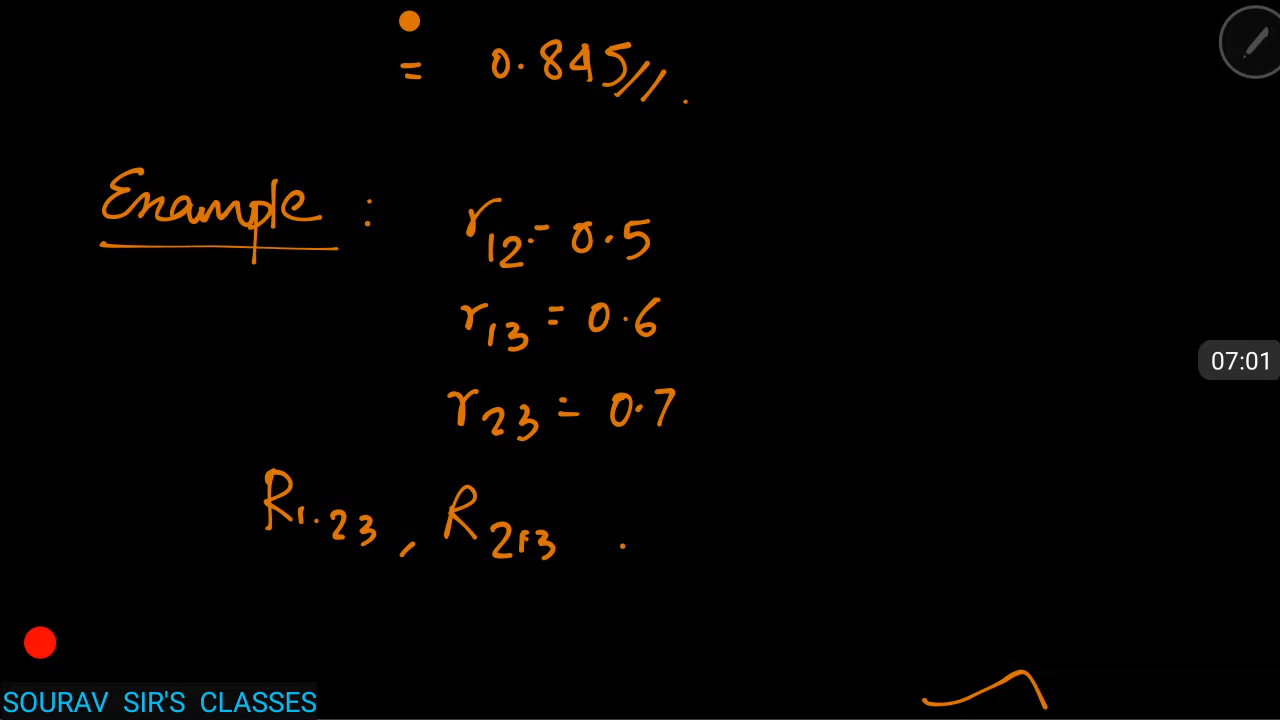 = 0.845//.
Example : r12 = 0.5
r13 = 0.6
r23 = 0.7
R1.23 , R2.13 .
07:01
SOURAV SIR'S CLASSES